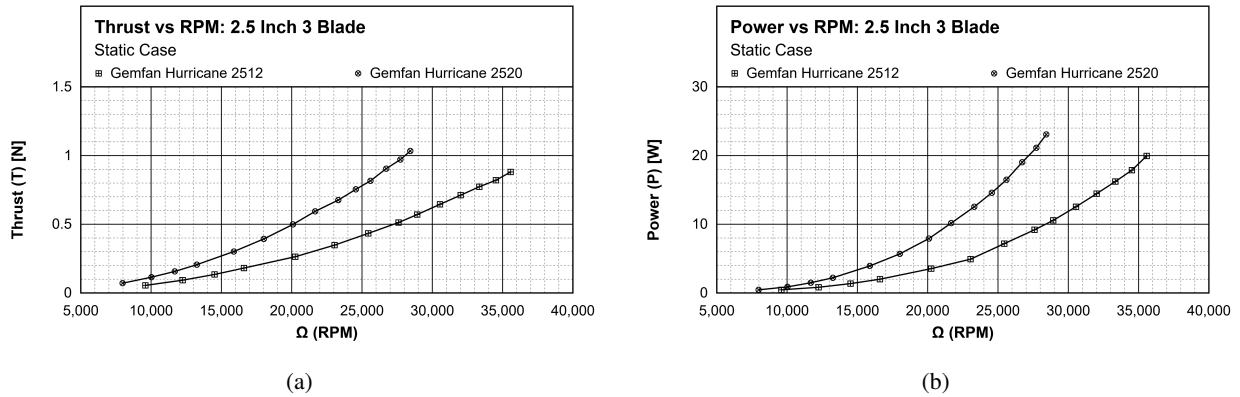 Thrust vs RPM: 2.5 Inch 3 Blade
Static Case
Gemfan Hurricane 2512 Gemfan Hurricane 2520
1.5
1
0.5
0
Thrust (T) [N]
5,000 10,000 15,000 20,000 25,000 30,000 35,000 40,000
Ω (RPM)
(a)
Power vs RPM: 2.5 Inch 3 Blade
Static Case
Gemfan Hurricane 2512 Gemfan Hurricane 2520
30
20
10
0
Power (P) [W]
5,000 10,000 15,000 20,000 25,000 30,000 35,000 40,000
Ω (RPM)
(b)